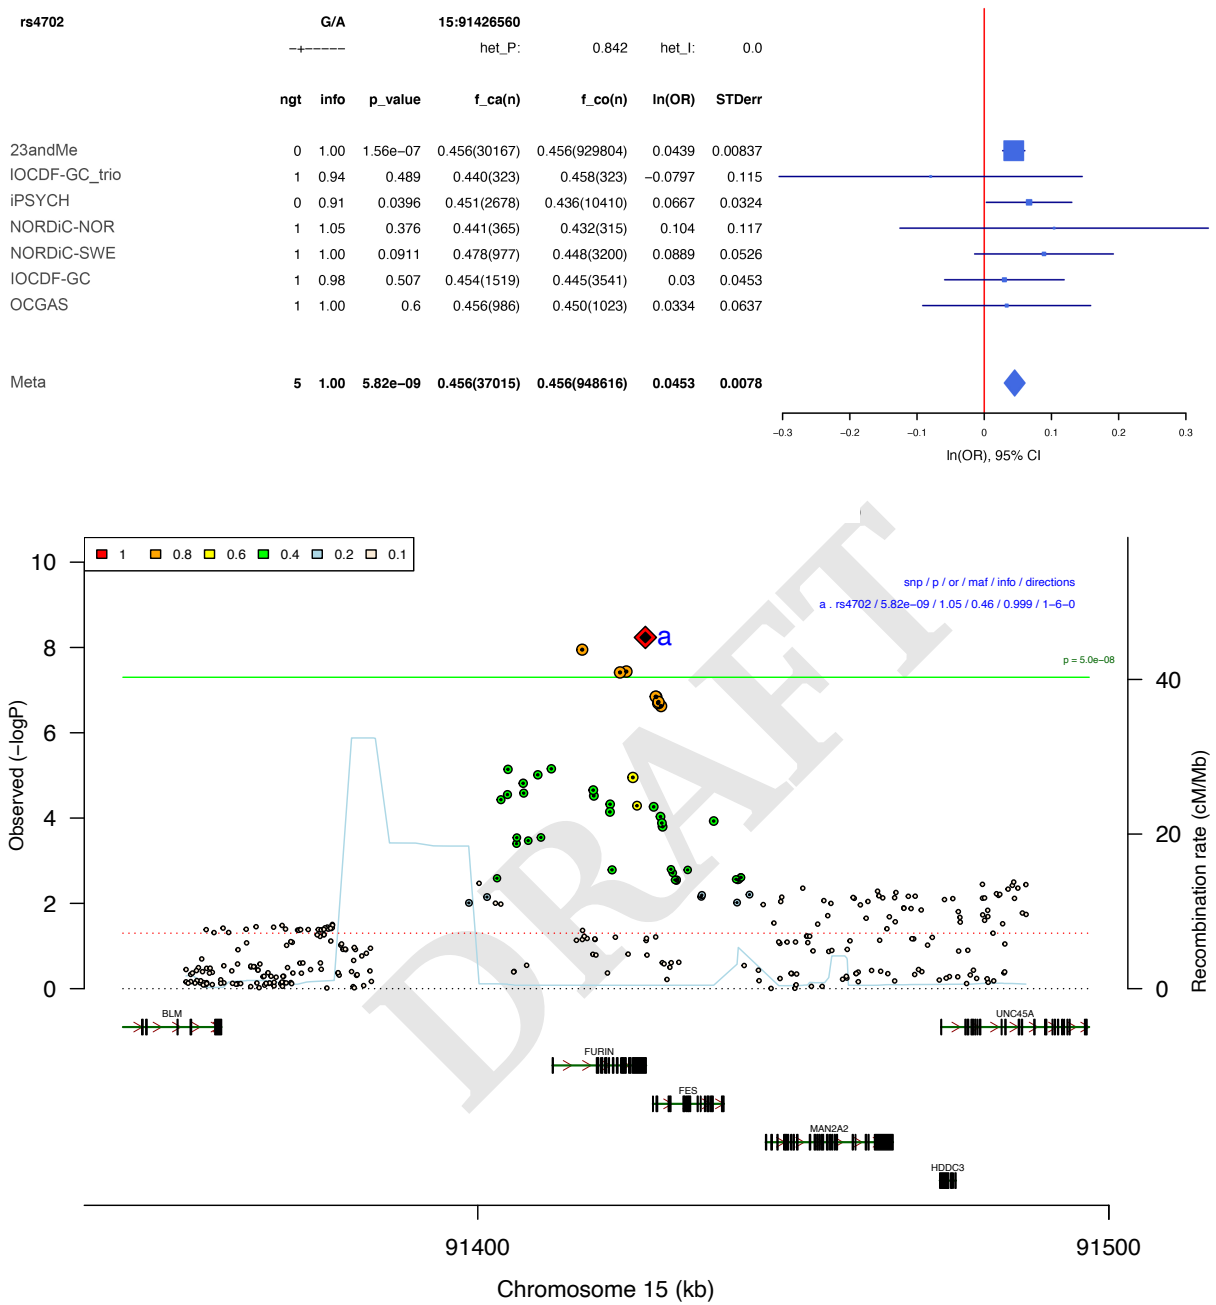 rs4702 G/A 15:91426560
−+−−−−− het_P: 0.842 het_I: 0.0
ngt info p_value f_ca(n) f_co(n) ln(OR) STDerr
23andMe 0 1.00 1.56e−07 0.456(30167) 0.456(929804) 0.0439 0.00837
IOCDF-GC_trio 1 0.94 0.489 0.440(323) 0.458(323) −0.0797 0.115
iPSYCH 0 0.91 0.0396 0.451(2678) 0.436(10410) 0.0667 0.0324
NORDiC-NOR 1 1.05 0.376 0.441(365) 0.432(315) 0.104 0.117
NORDiC-SWE 1 1.00 0.0911 0.478(977) 0.448(3200) 0.0889 0.0526
IOCDF-GC 1 0.98 0.507 0.454(1519) 0.445(3541) 0.03 0.0453
OCGAS 1 1.00 0.6 0.456(986) 0.450(1023) 0.0334 0.0637
Meta 5 1.00 5.82e−09 0.456(37015) 0.456(948616) 0.0453 0.0078
−0.3 −0.2 −0.1 0 0.1 0.2 0.3
ln(OR), 95% CI
1 0.8 0.6 0.4 0.2 0.1
snp / p / or / maf / info / directions
a . rs4702 / 5.82e−09 / 1.05 / 0.46 / 0.999 / 1−6−0
a
p = 5.0e−08
10
8
6
4
2
0
Observed (−logP)
40
20
0
Recombination rate (cM/Mb)
DRAFT
BLM
UNC45A
FURIN
FES
MAN2A2
HDDC3
91400 91500
Chromosome 15 (kb)